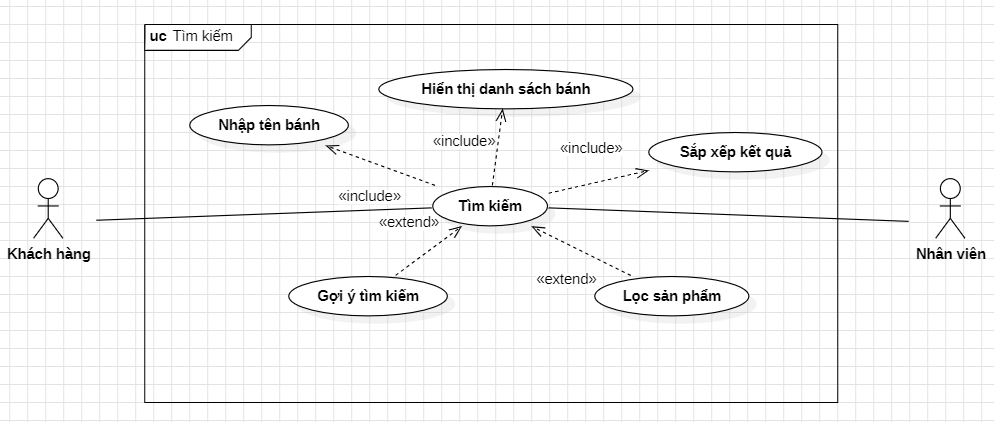 uc Tìm kiếm
Hiển thị danh sách bánh
Nhập tên bánh
«include»
«include»
Sắp xếp kết quả
«include»
Tìm kiếm
«extend»
Khách hàng
Nhân viên
«extend»
Gợi ý tìm kiếm
Lọc sản phẩm